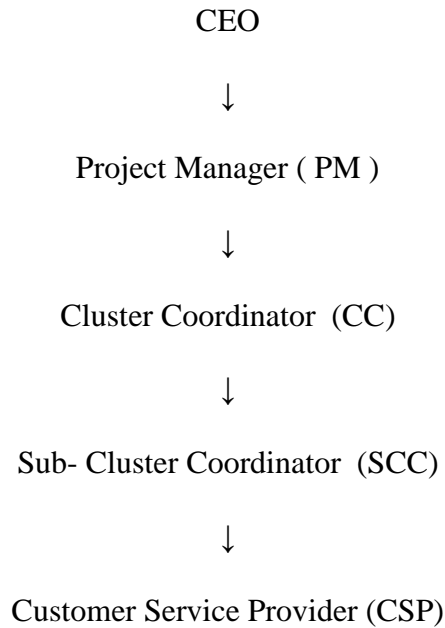 CEO
↓
Project Manager ( PM )
↓
Cluster Coordinator  (CC)
↓
Sub- Cluster Coordinator  (SCC)
↓
Customer Service Provider (CSP)